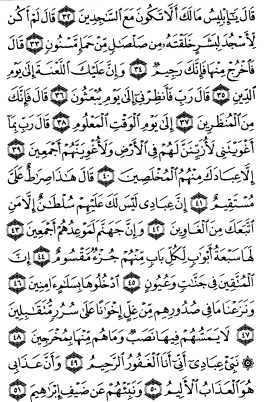 قَالَ يَٰٓإِبْلِيسُ مَالَكَ أَلَّا تَكُونَ مَعَ ٱلسَّٰجِدِينَ ٣٢ قَالَ لَمْ أَكُن
لِّأَسْجُدَ لِبَشَرٍ خَلَقْتَهُۥ مِن صَلْصَٰلٍ مِّنْ حَمَإٍ مَّسْنُونٍ ٣٣ قَالَ
فَٱخْرُجْ مِنْهَا فَإِنَّكَ رَجِيمٌ ٣٤ وَإِنَّ عَلَيْكَ ٱللَّعْنَةَ إِلَىٰ يَوْمِ
ٱلدِّينِ ٣٥ قَالَ رَبِّ فَأَنظِرْنِىٓ إِلَىٰ يَوْمِ يُبْعَثُونَ ٣٦ قَالَ فَإِنَّكَ
مِنَ ٱلْمُنظَرِينَ ٣٧ إِلَىٰ يَوْمِ ٱلْوَقْتِ ٱلْمَعْلُومِ ٣٨ قَالَ رَبِّ بِمَآ
أَغْوَيْتَنِى لَأُزَيِّنَنَّ لَهُمْ فِى ٱلْأَرْضِ وَلَأُغْوِيَنَّهُمْ أَجْمَعِينَ ٣٩
إِلَّا عِبَادَكَ مِنْهُمُ ٱلْمُخْلَصِينَ ٤٠ قَالَ هَٰذَا صِرَٰطٌ عَلَىَّ
مُسْتَقِيمٌ ٤١ إِنَّ عِبَادِى لَيْسَ لَكَ عَلَيْهِمْ سُلْطَٰنٌ إِلَّا مَنِ
ٱتَّبَعَكَ مِنَ ٱلْغَاوِينَ ٤٢ وَإِنَّ جَهَنَّمَ لَمَوْعِدُهُمْ أَجْمَعِينَ ٤٣
لَهَا سَبْعَةُ أَبْوَٰبٍ لِّكُلِّ بَابٍ مِّنْهُمْ جُزْءٌ مَّقْسُومٌ ٤٤ إِنَّ
ٱلْمُتَّقِينَ فِى جَنَّٰتٍ وَعُيُونٍ ٤٥ ٱدْخُلُوهَا بِسَلَٰمٍ ءَامِنِينَ ٤٦
وَنَزَعْنَا مَا فِى صُدُورِهِم مِّنْ غِلٍّ إِخْوَٰنًا عَلَىٰ سُرُرٍ مُّتَقَٰبِلِينَ
٤٧ لَا يَمَسُّهُمْ فِيهَا نَصَبٌ وَمَا هُم مِّنْهَا بِمُخْرَجِينَ ٤٨
۞ نَبِّئْ عِبَادِىٓ أَنِّىٓ أَنَا ٱلْغَفُورُ ٱلرَّحِيمُ ٤٩ وَأَنَّ عَذَابِى
هُوَ ٱلْعَذَابُ ٱلْأَلِيمُ ٥٠ وَنَبِّئْهُمْ عَن ضَيْفِ إِبْرَٰهِيمَ ٥١